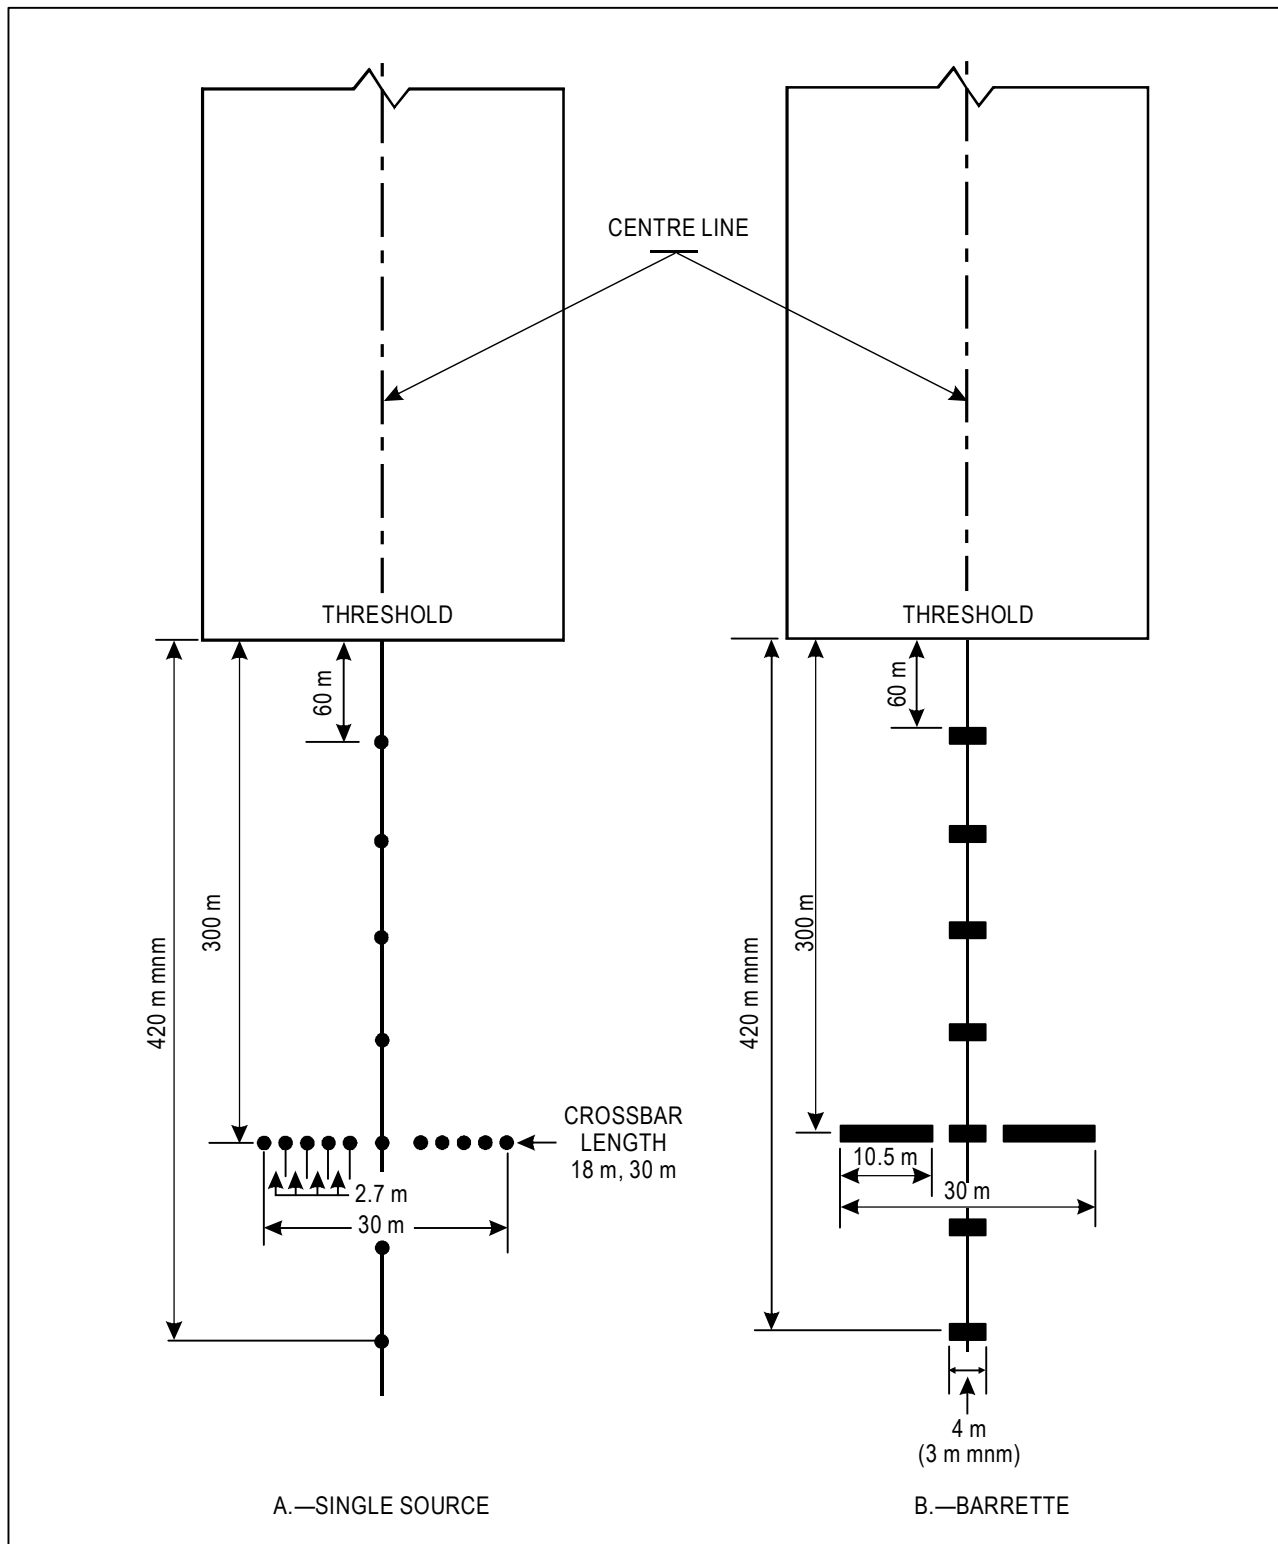 CENTRE LINE
THRESHOLD
THRESHOLD
60 m
60 m
300 m
300 m
420 m mnm
420 m mnm
CROSSBAR
LENGTH
18 m, 30 m
2.7 m
30 m
10.5 m
30 m
4 m
(3 m mnm)
A.—SINGLE SOURCE
B.—BARRETTE